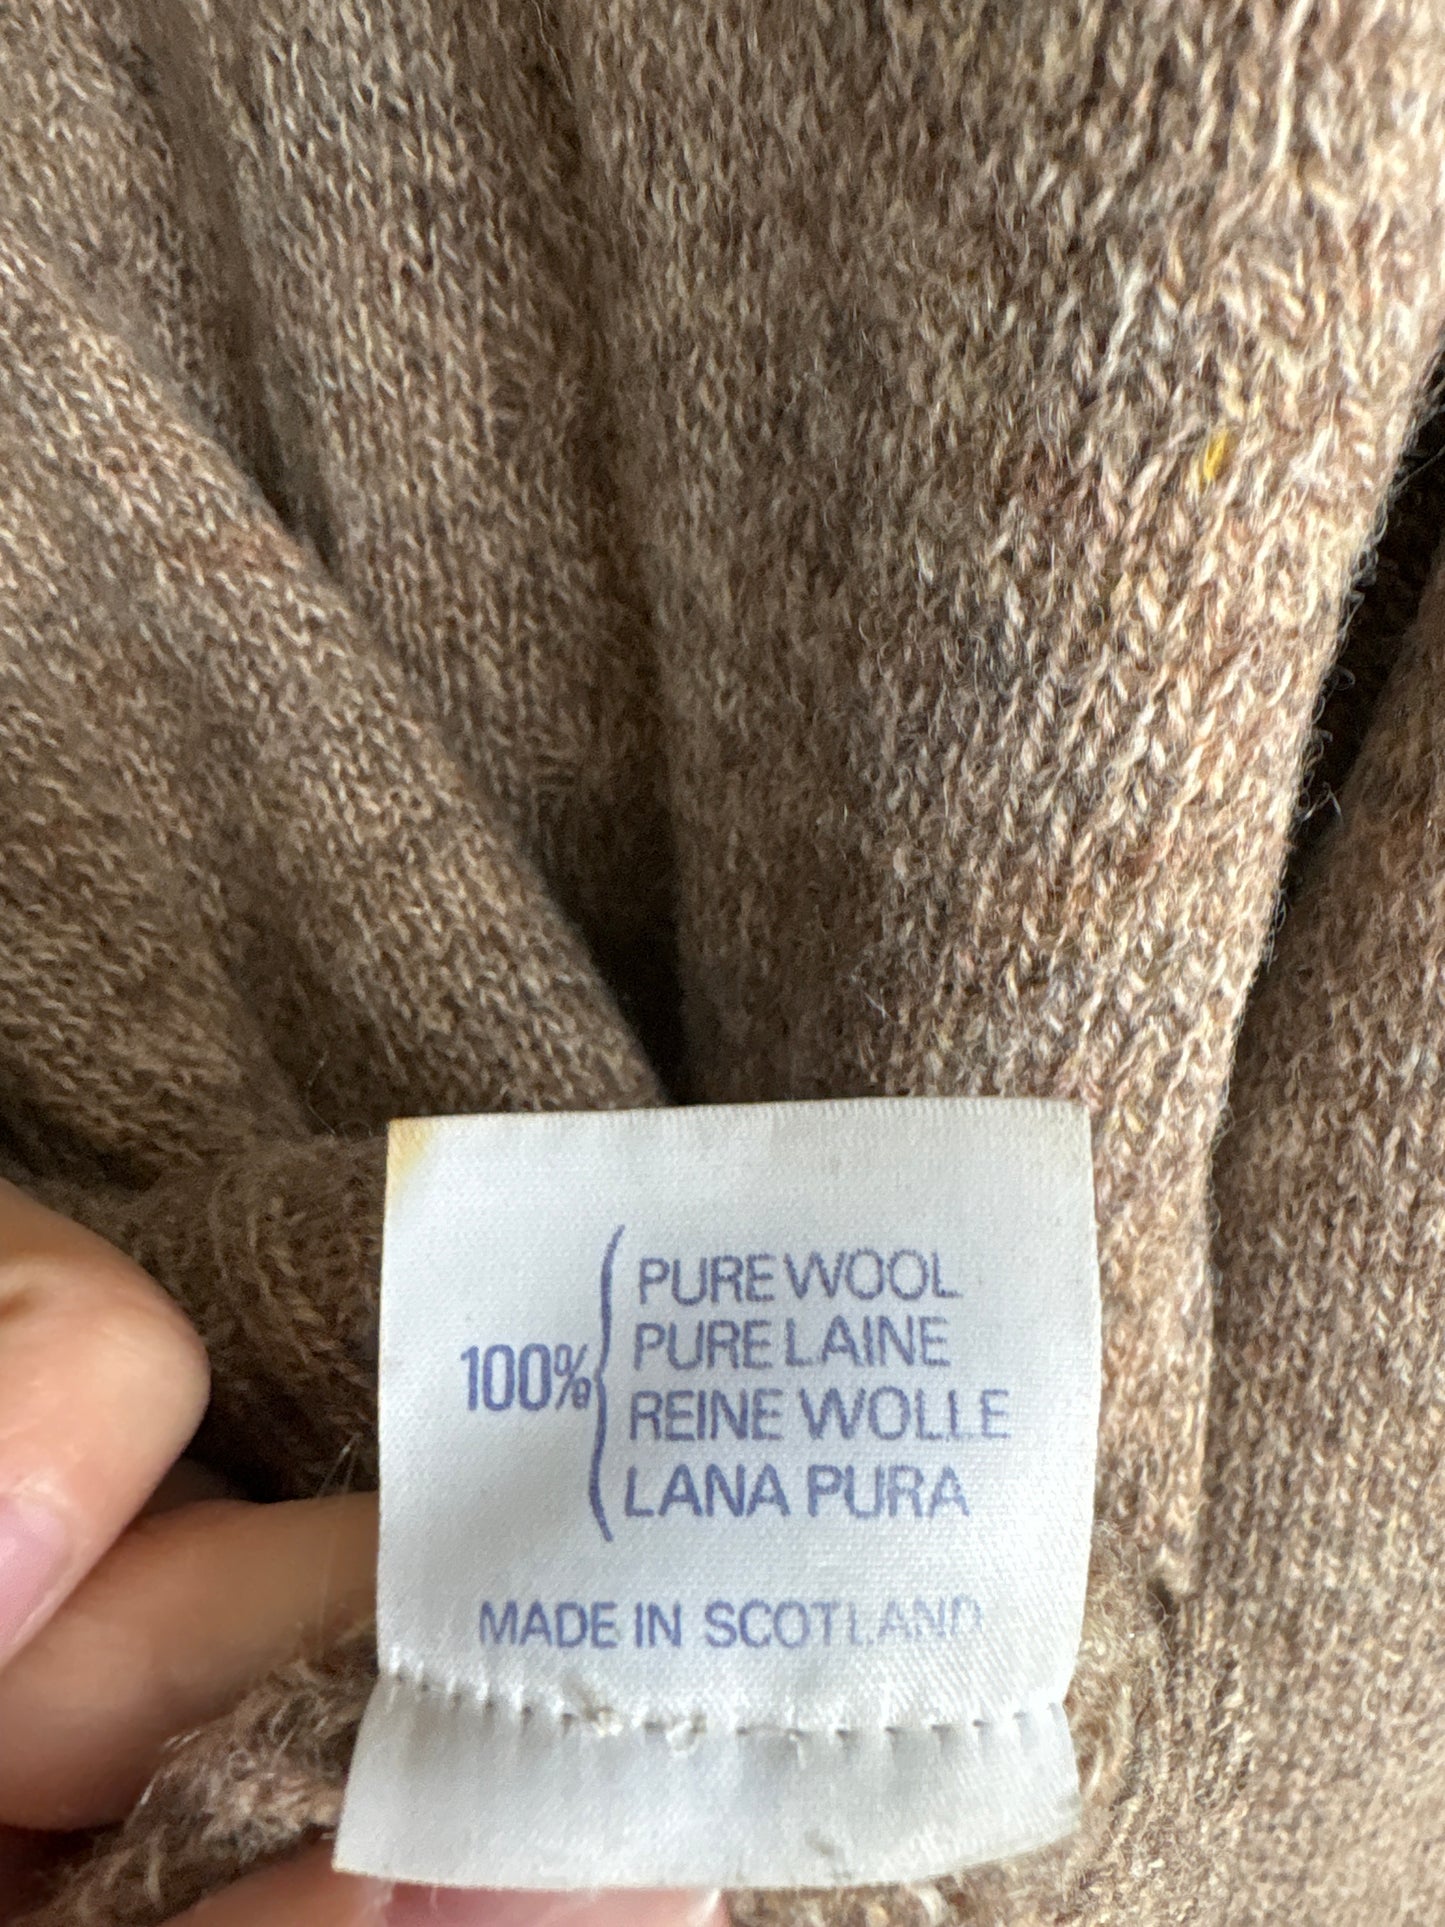 100%
PURE WOOL
PURE LAINE
REINE WOLLE
LANA PURA
MADE IN SCOTLAND